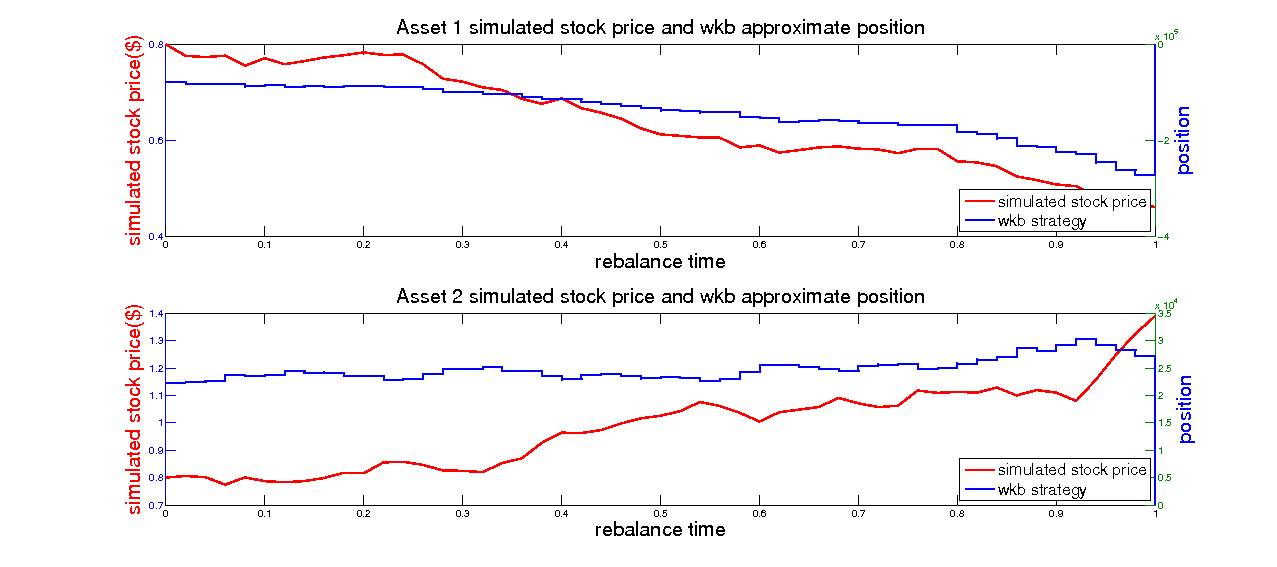 Asset 1 simulated stock price and wkb approximate position
x 10^5
simulated stock price($)
0.8
0.6
0.4
0
-2
-4
position
simulated stock price
wkb strategy
0 0.1 0.2 0.3 0.4 0.5 0.6 0.7 0.8 0.9 1
rebalance time
Asset 2 simulated stock price and wkb approximate position
x 10^4
simulated stock price($)
1.4
1.3
1.2
1.1
1
0.9
0.8
0.7
3.5
3
2.5
2
1.5
1
0.5
0
position
simulated stock price
wkb strategy
0 0.1 0.2 0.3 0.4 0.5 0.6 0.7 0.8 0.9 1
rebalance time